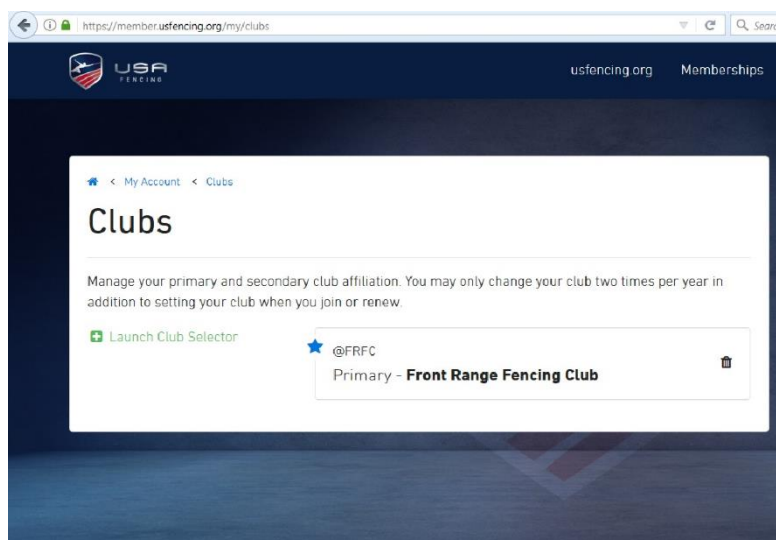 https://member.usfencing.org/my/clubs
USA
FENCING
usfencing.org Memberships
< My Account < Clubs
Clubs
Manage your primary and secondary club affiliation. You may only change your club two times per year in
addition to setting your club when you join or renew.
Launch Club Selector
@FRFC
Primary - Front Range Fencing Club